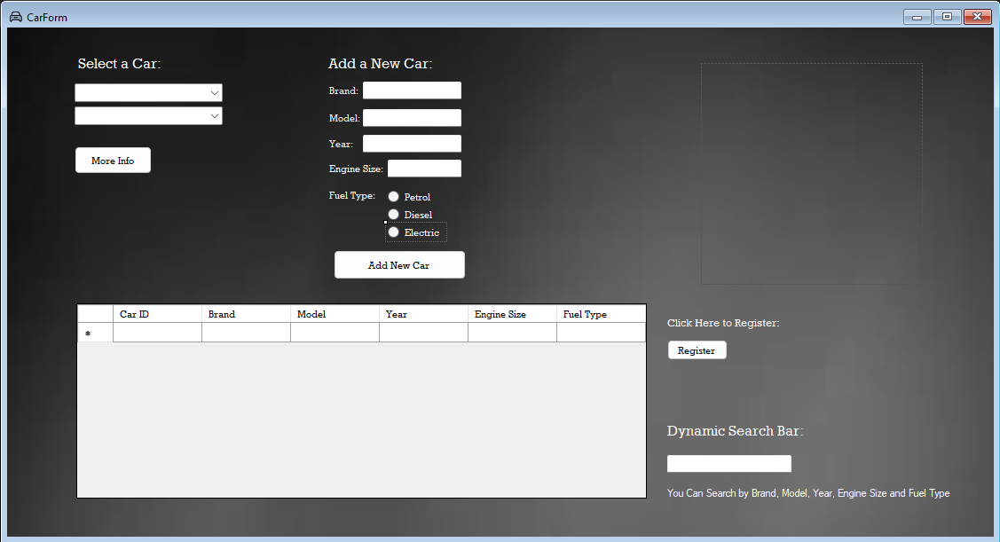 CarForm
Select a Car:
More Info
Add a New Car:
Brand:
Model:
Year:
Engine Size:
Fuel Type:
Petrol
Diesel
Electric
Add New Car
Car ID Brand Model Year Engine Size Fuel Type
*
Click Here to Register:
Register
Dynamic Search Bar:
You Can Search by Brand, Model, Year, Engine Size and Fuel Type